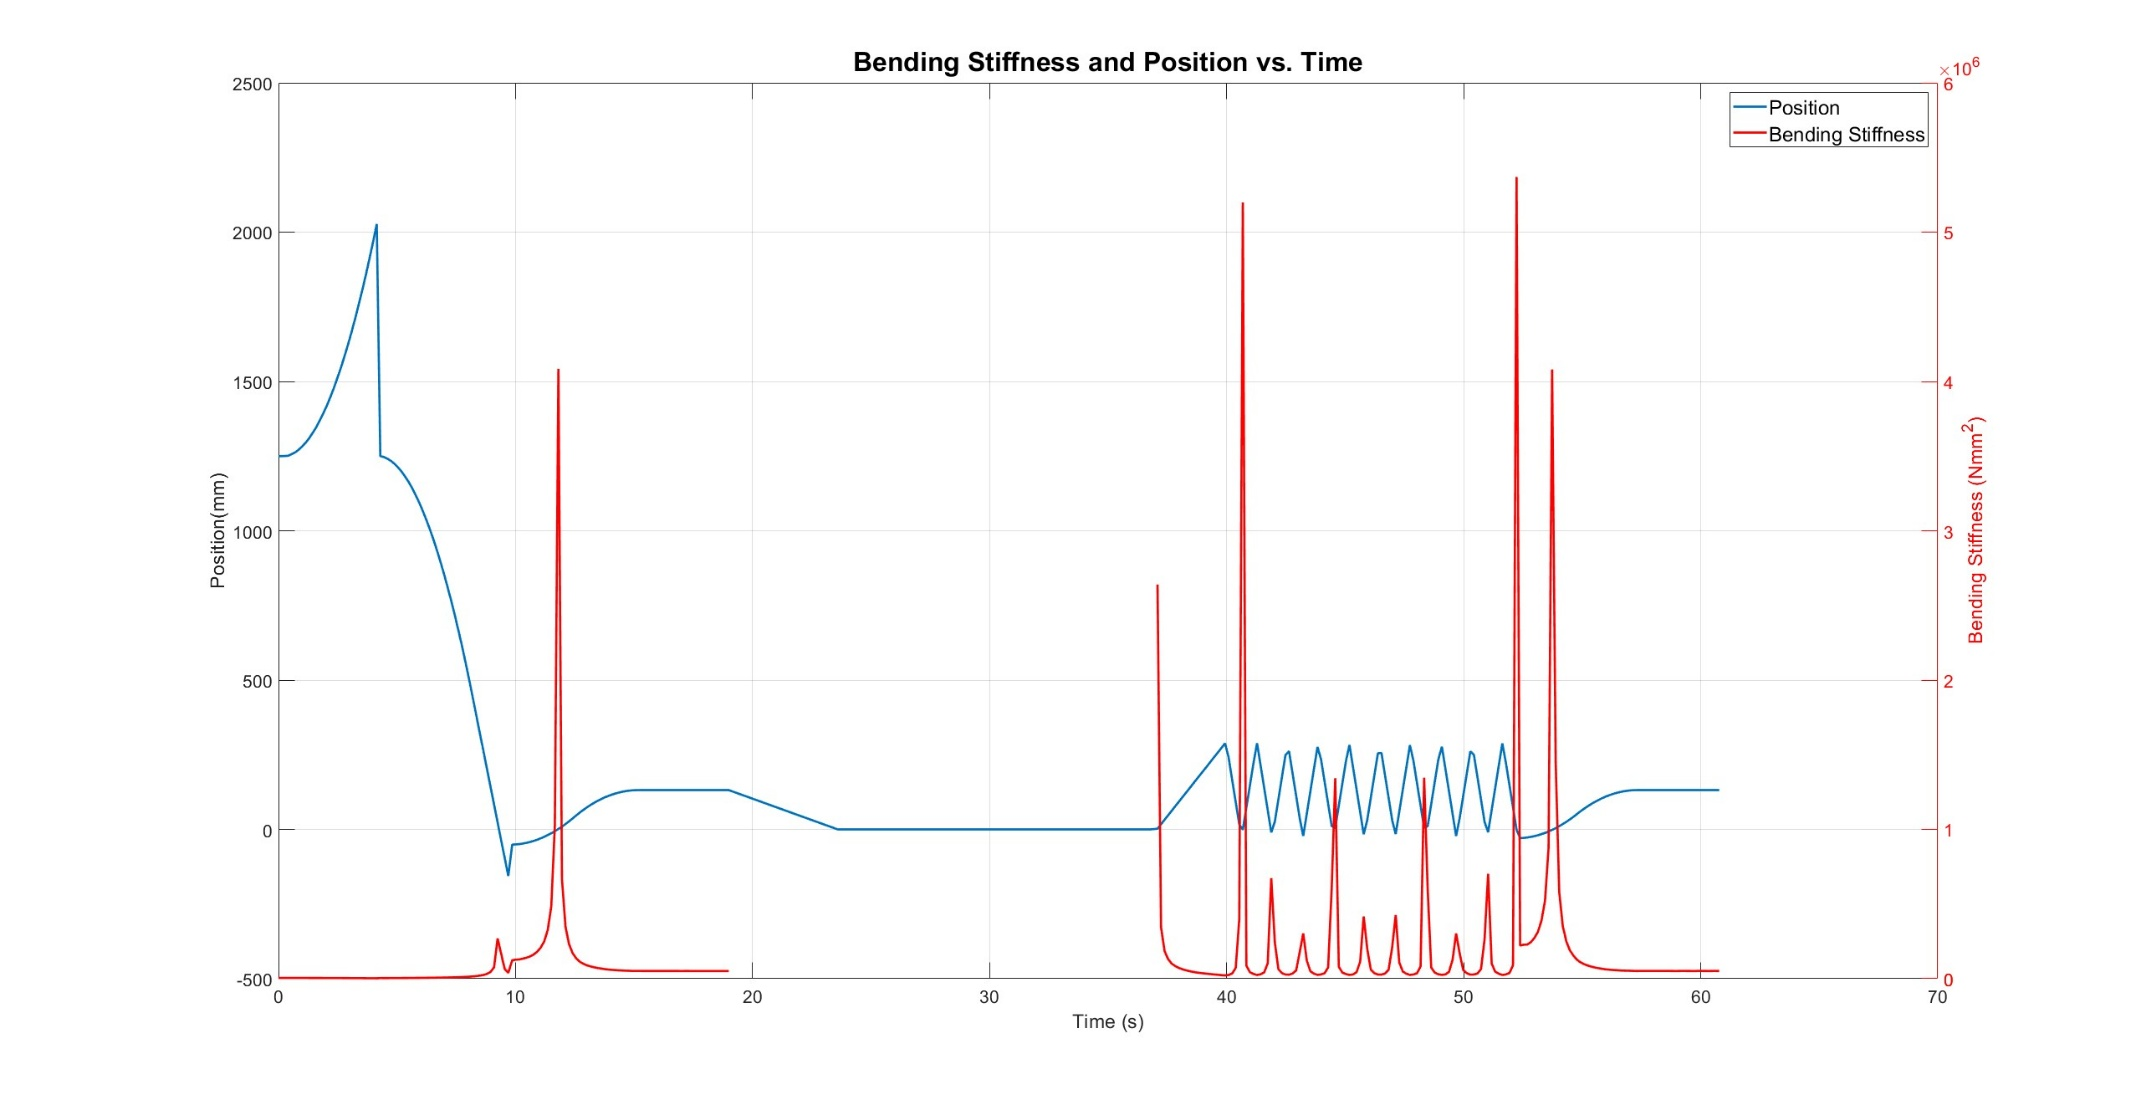 Bending Stiffness and Position vs. Time
×10⁶
2500
2000
1500
1000
500
0
-500
Position(mm)
Position
Bending Stiffness
6
5
4
3
2
1
0
Bending Stiffness (Nmm²)
0 10 20 30 40 50 60 70
Time (s)